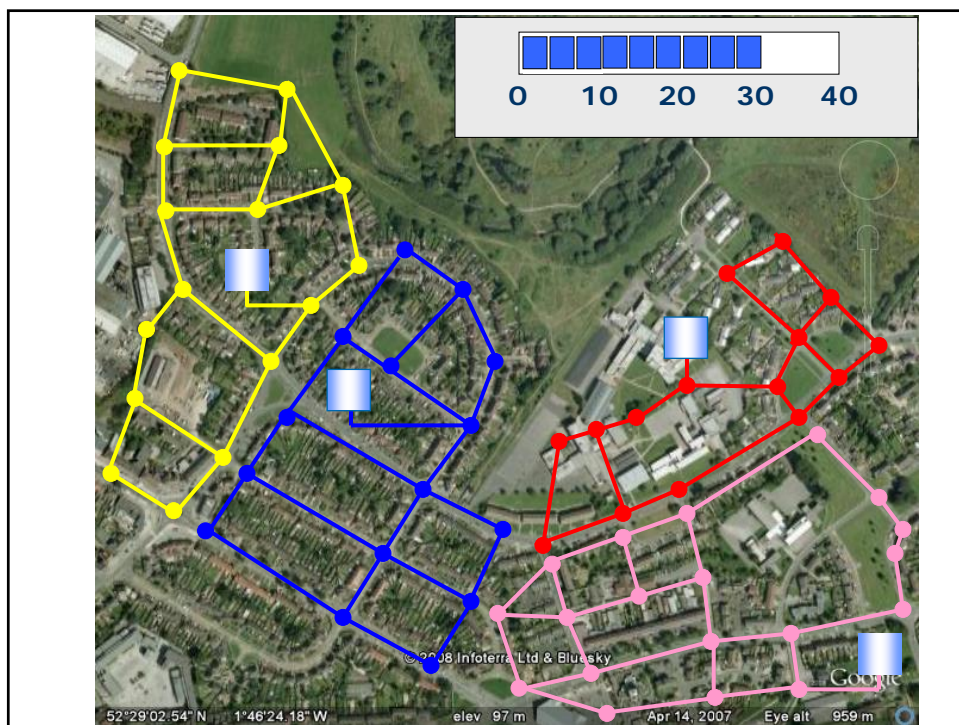 0 10 20 30 40
© 2008 Infoterra Ltd & Bluesky
Google
52°29'02.54" N 1°46'24.18" W elev 97 m Apr 14, 2007 Eye alt 959 m